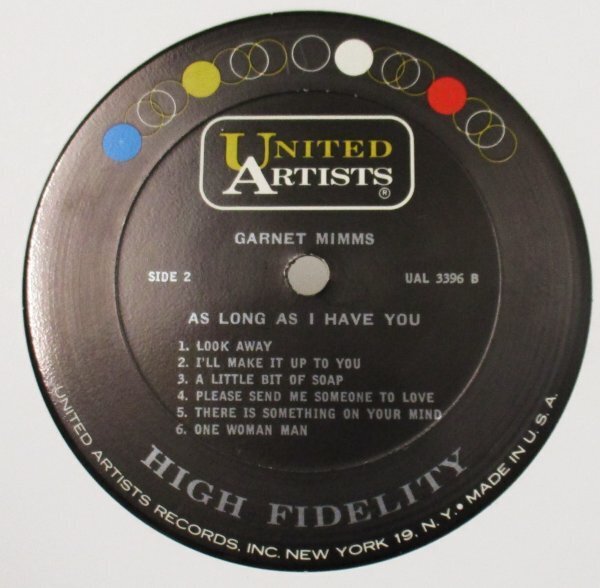 UNITED
ARTISTS ®
GARNET MIMMS
SIDE 2
UAL 3396 B
AS LONG AS I HAVE YOU
1. LOOK AWAY
2. I'LL MAKE IT UP TO YOU
3. A LITTLE BIT OF SOAP
4. PLEASE SEND ME SOMEONE TO LOVE
5. THERE IS SOMETHING ON YOUR MIND
6. ONE WOMAN MAN
HIGH FIDELITY
UNITED ARTISTS RECORDS, INC. NEW YORK 19, N.Y. • MADE IN U.S.A.